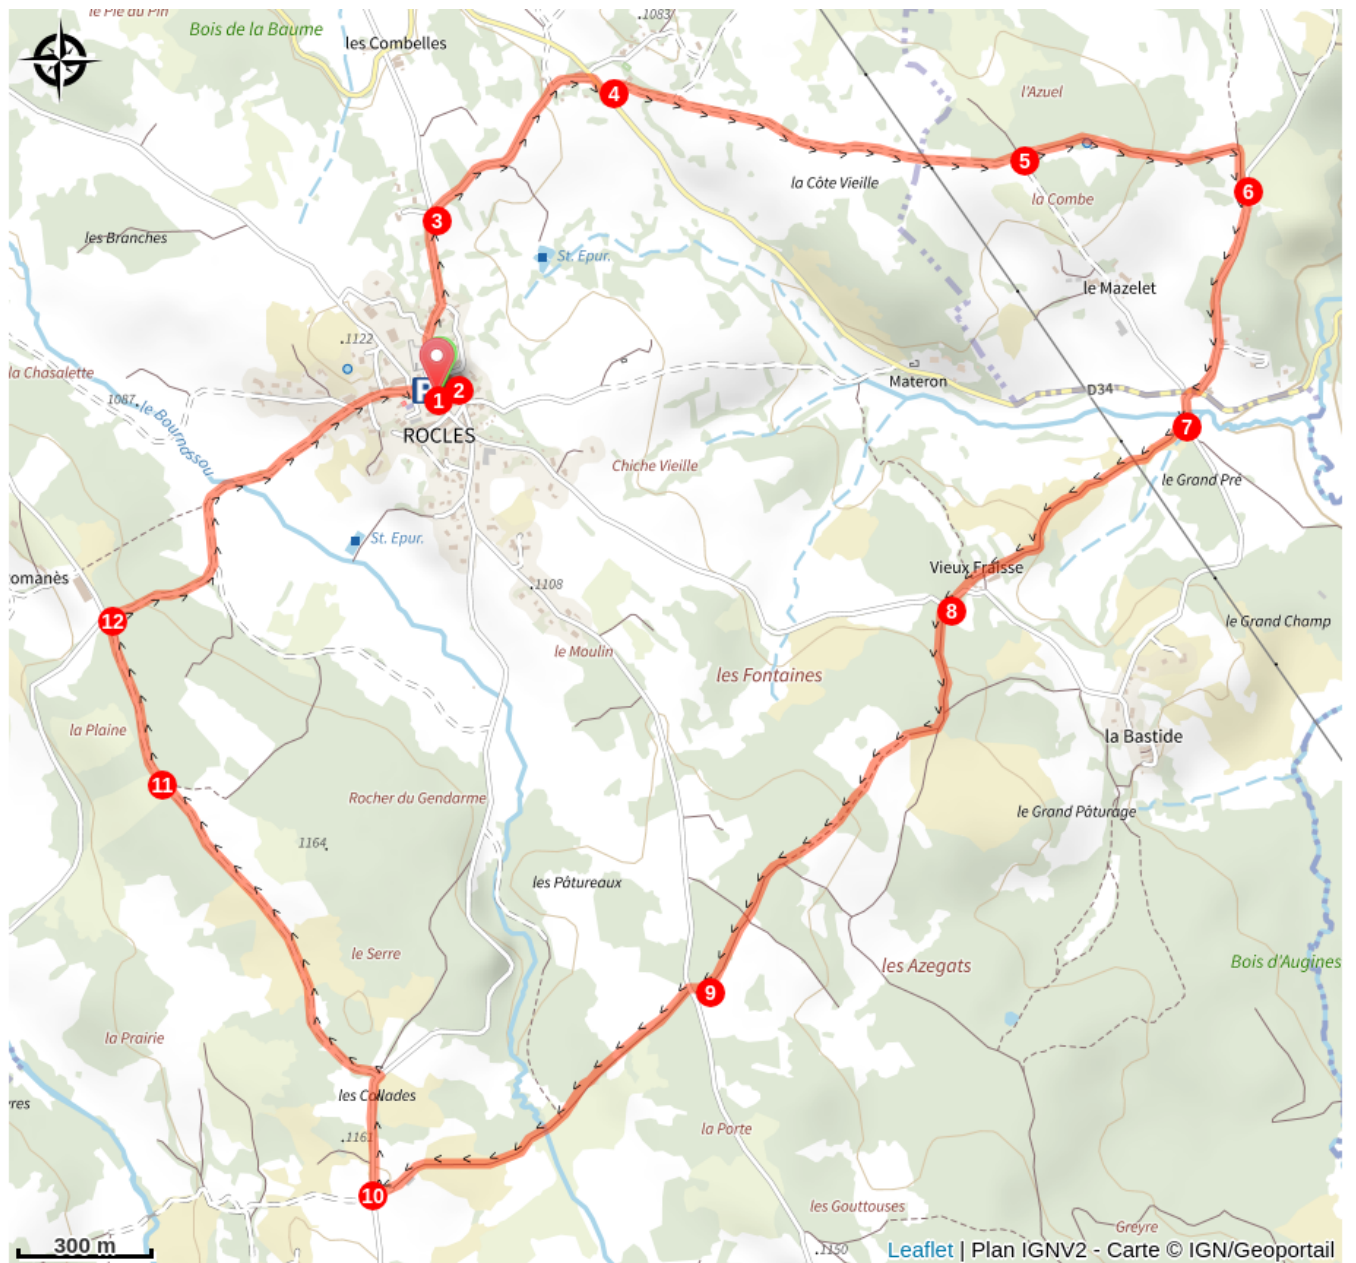 le Pie du Pin
1083
Bois de la Baume
les Combelles
4
l'Azuel
5
la Côte Vieille
6
la Combe
3
les Branches
St. Epur.
le Mazelet
1122
la Chasalette
Materon
D34
1087
P
1
2
le Bournassou
ROCLES
7
Chiche Vieille
le Grand Pré
St. Epur.
omanès
1108
Vieux Fraïsse
8
12
le Grand Champ
le Moulin
les Fontaines
la Plaine
la Bastide
11
Rocher du Gendarme
le Grand Pâturage
1164
les Pâtureaux
le Serre
les Azegats
Bois d'Augines
9
la Prairie
les Collades
vres
la Porte
1161
10
les Gouttouses
Greyre
1150
300 m
Leaflet | Plan IGNV2 - Carte © IGN/Geoportail